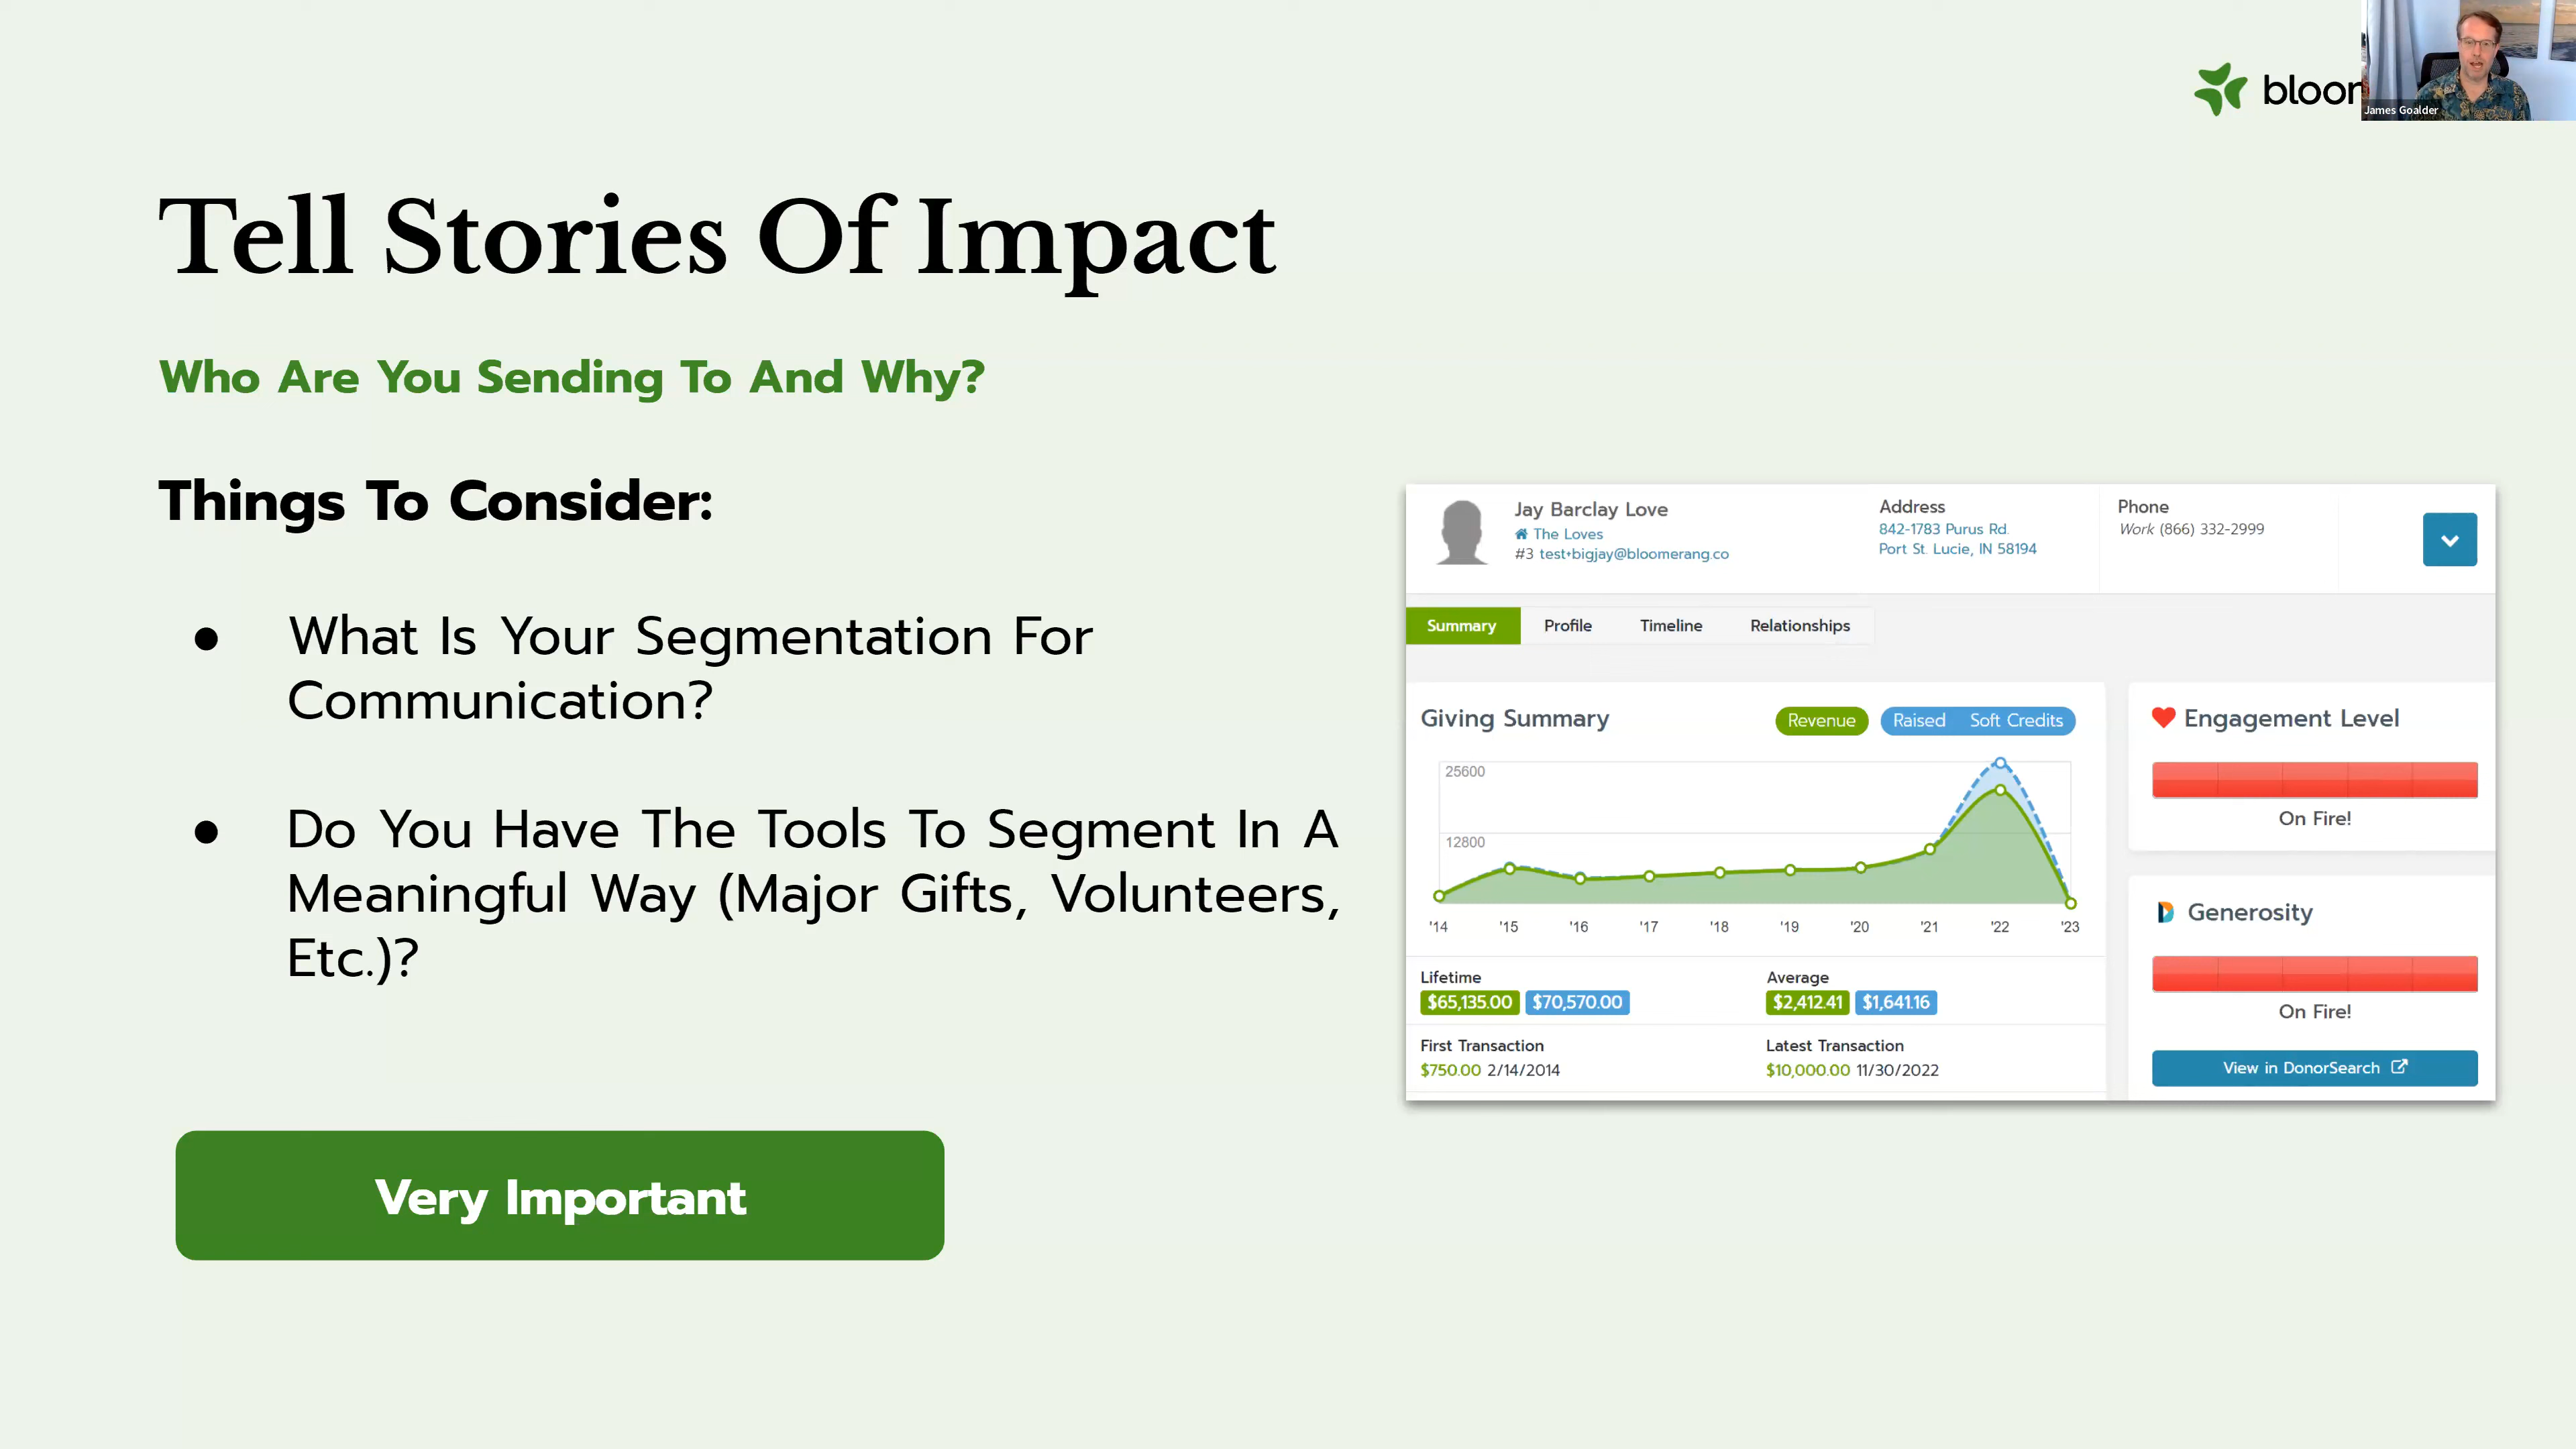 bloom
James Goalder
Tell Stories Of Impact
Who Are You Sending To And Why?
Things To Consider:
● What Is Your Segmentation For
Communication?
● Do You Have The Tools To Segment In A
Meaningful Way (Major Gifts, Volunteers,
Etc.)?
Very Important
Jay Barclay Love
The Loves
#3 test+bigjay@bloomerang.co
Address
842-1783 Purus Rd.
Port St. Lucie, IN 58194
Phone
Work (866) 332-2999
Summary Profile Timeline Relationships
Giving Summary Revenue Raised Soft Credits
25600
12800
'14 '15 '16 '17 '18 '19 '20 '21 '22 '23
Lifetime Average
$65,135.00 $70,570.00 $2,412.41 $1,641.16
First Transaction Latest Transaction
$750.00 2/14/2014 $10,000.00 11/30/2022
Engagement Level
On Fire!
Generosity
On Fire!
View in DonorSearch